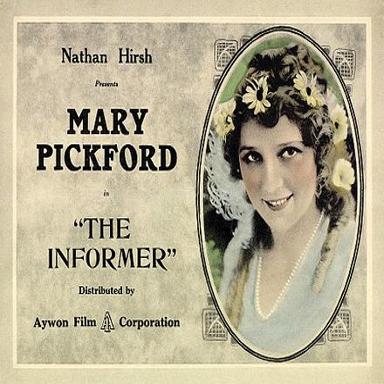 Nathan Hirsh
Presents
MARY
PICKFORD
in
"THE
INFORMER"
Distributed by
Aywon Film A Corporation